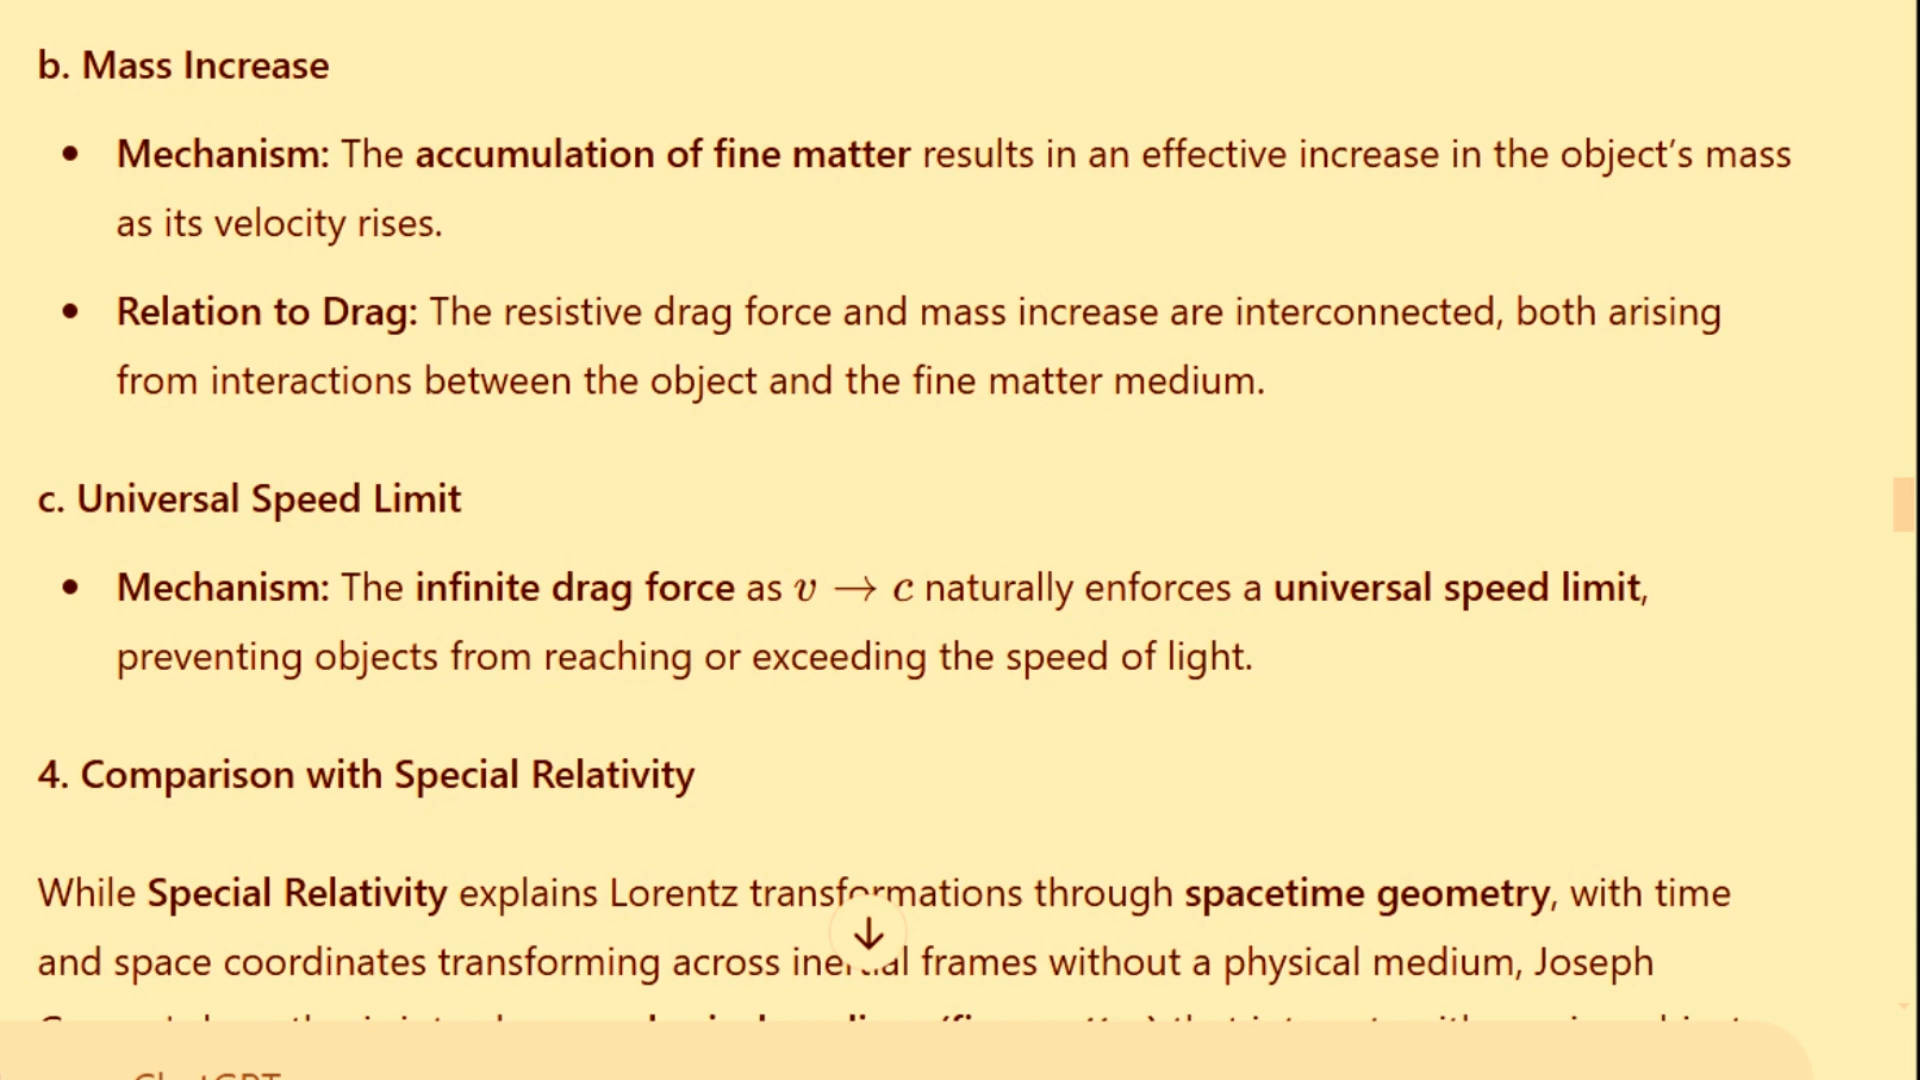 b. Mass Increase
• Mechanism: The accumulation of fine matter results in an effective increase in the object’s mass
as its velocity rises.
• Relation to Drag: The resistive drag force and mass increase are interconnected, both arising
from interactions between the object and the fine matter medium.
c. Universal Speed Limit
• Mechanism: The infinite drag force as v → c naturally enforces a universal speed limit,
preventing objects from reaching or exceeding the speed of light.
4. Comparison with Special Relativity
While Special Relativity explains Lorentz transformations through spacetime geometry, with time
and space coordinates transforming across inertial frames without a physical medium, Joseph
ChatGPT